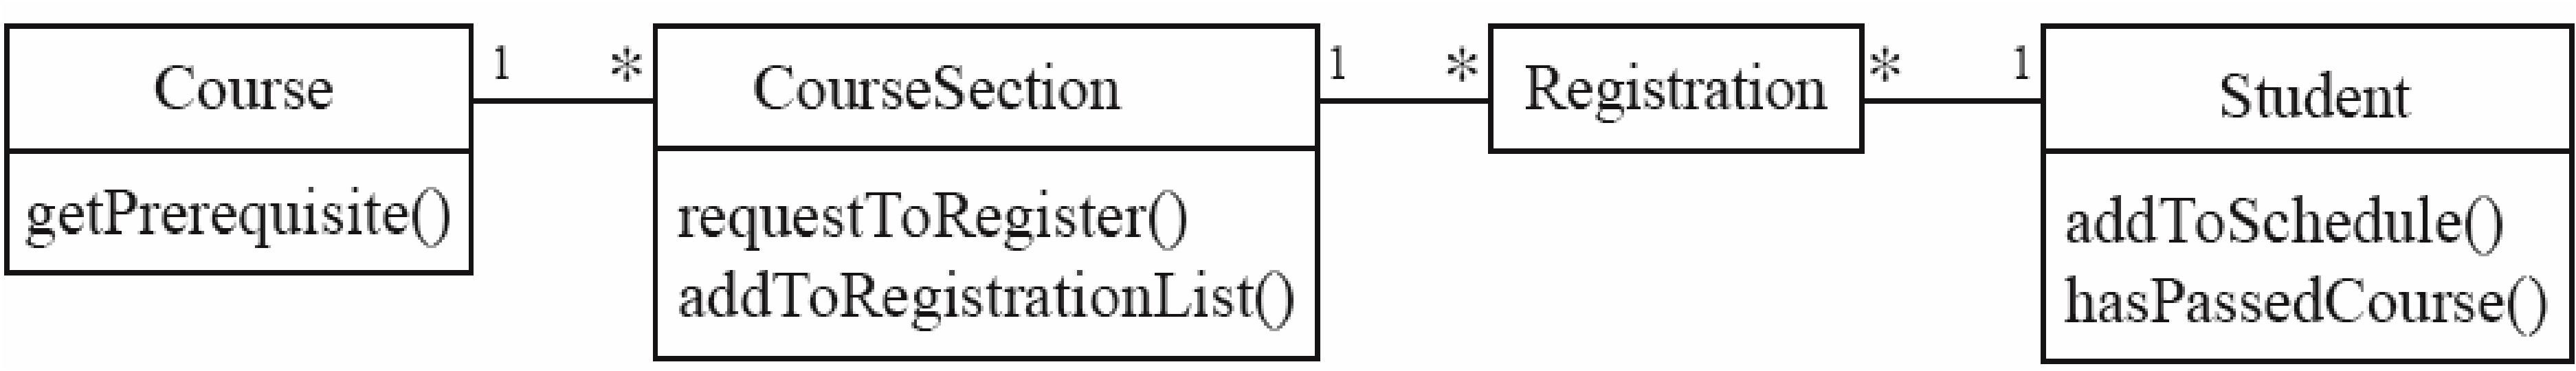 Course
getPrerequisite()
1
*
CourseSection
requestToRegister()
addToRegistrationList()
1
*
Registration
*
1
Student
addToSchedule()
hasPassedCourse()